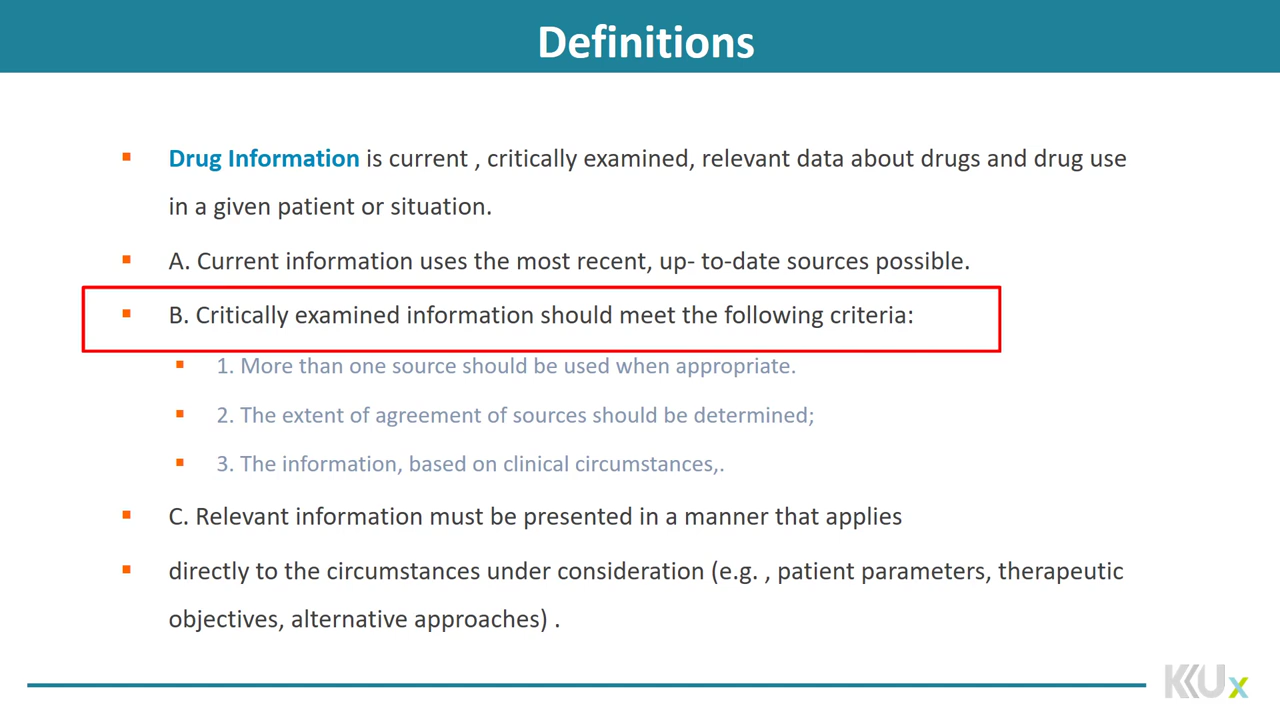 Definitions
Drug Information is current , critically examined, relevant data about drugs and drug use
in a given patient or situation.
A. Current information uses the most recent, up- to-date sources possible.
B. Critically examined information should meet the following criteria:
1. More than one source should be used when appropriate.
2. The extent of agreement of sources should be determined;
3. The information, based on clinical circumstances,.
C. Relevant information must be presented in a manner that applies
directly to the circumstances under consideration (e.g. , patient parameters, therapeutic
objectives, alternative approaches) .
KKUx